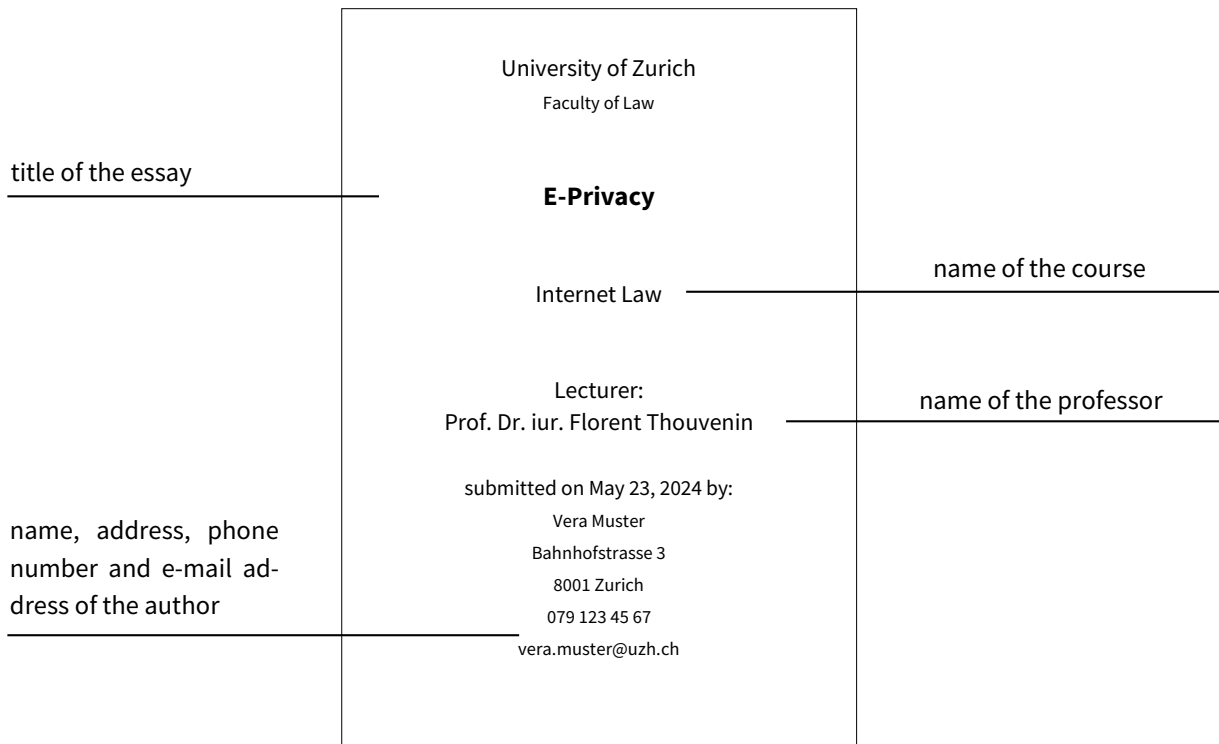 University of Zurich
Faculty of Law
title of the essay
E-Privacy
name of the course
Internet Law
Lecturer:
name of the professor
Prof. Dr. iur. Florent Thouvenin
submitted on May 23, 2024 by:
name, address, phone
number and e-mail ad-
dress of the author
Vera Muster
Bahnhofstrasse 3
8001 Zurich
079 123 45 67
vera.muster@uzh.ch